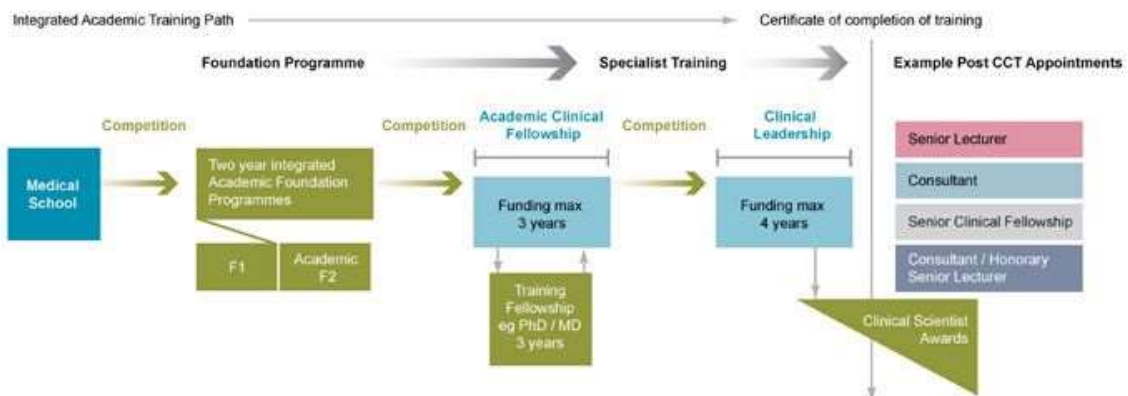 Integrated Academic Training Path
Certificate of completion of training
Foundation Programme
Specialist Training
Example Post CCT Appointments
Competition
Competition
Academic Clinical
Fellowship
Competition
Clinical
Leadership
Medical
School
Two year integrated
Academic Foundation
Programmes
F1
Academic
F2
Funding max
3 years
Training
Fellowship
eg PhD / MD
3 years
Funding max
4 years
Senior Lecturer
Consultant
Senior Clinical Fellowship
Consultant / Honorary
Senior Lecturer
Clinical Scientist
Awards